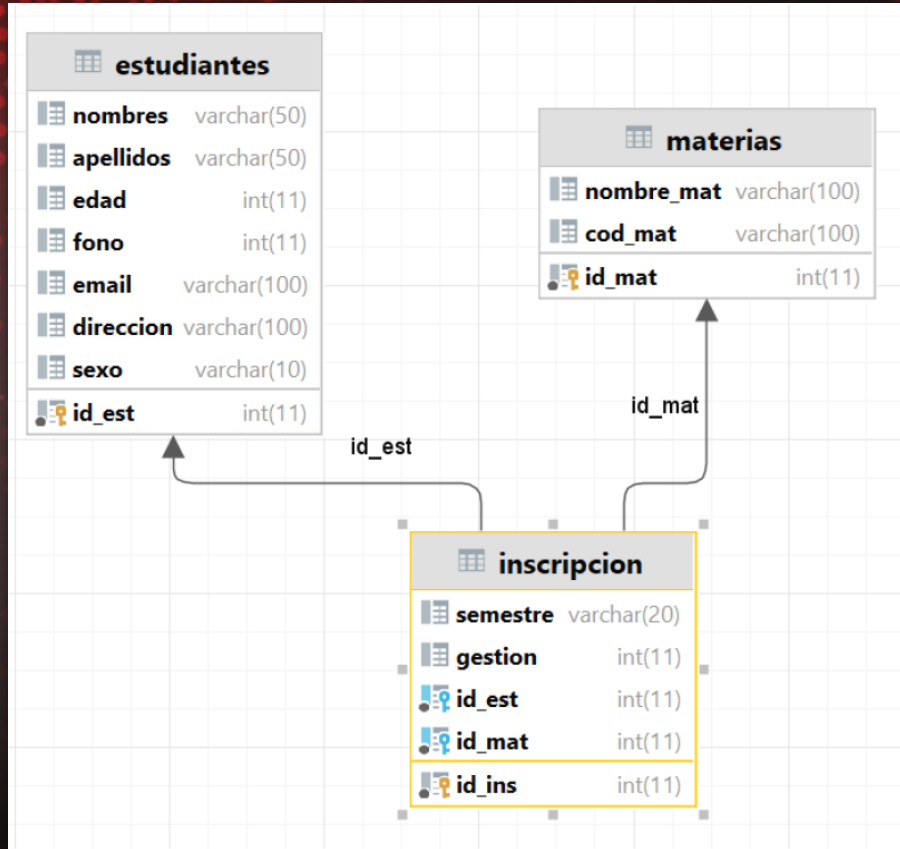 estudiantes
nombres varchar(50)
apellidos varchar(50)
edad int(11)
fono int(11)
email varchar(100)
direccion varchar(100)
sexo varchar(10)
id_est int(11)
materias
nombre_mat varchar(100)
cod_mat varchar(100)
id_mat int(11)
id_mat
id_est
inscripcion
semestre varchar(20)
gestion int(11)
id_est int(11)
id_mat int(11)
id_ins int(11)